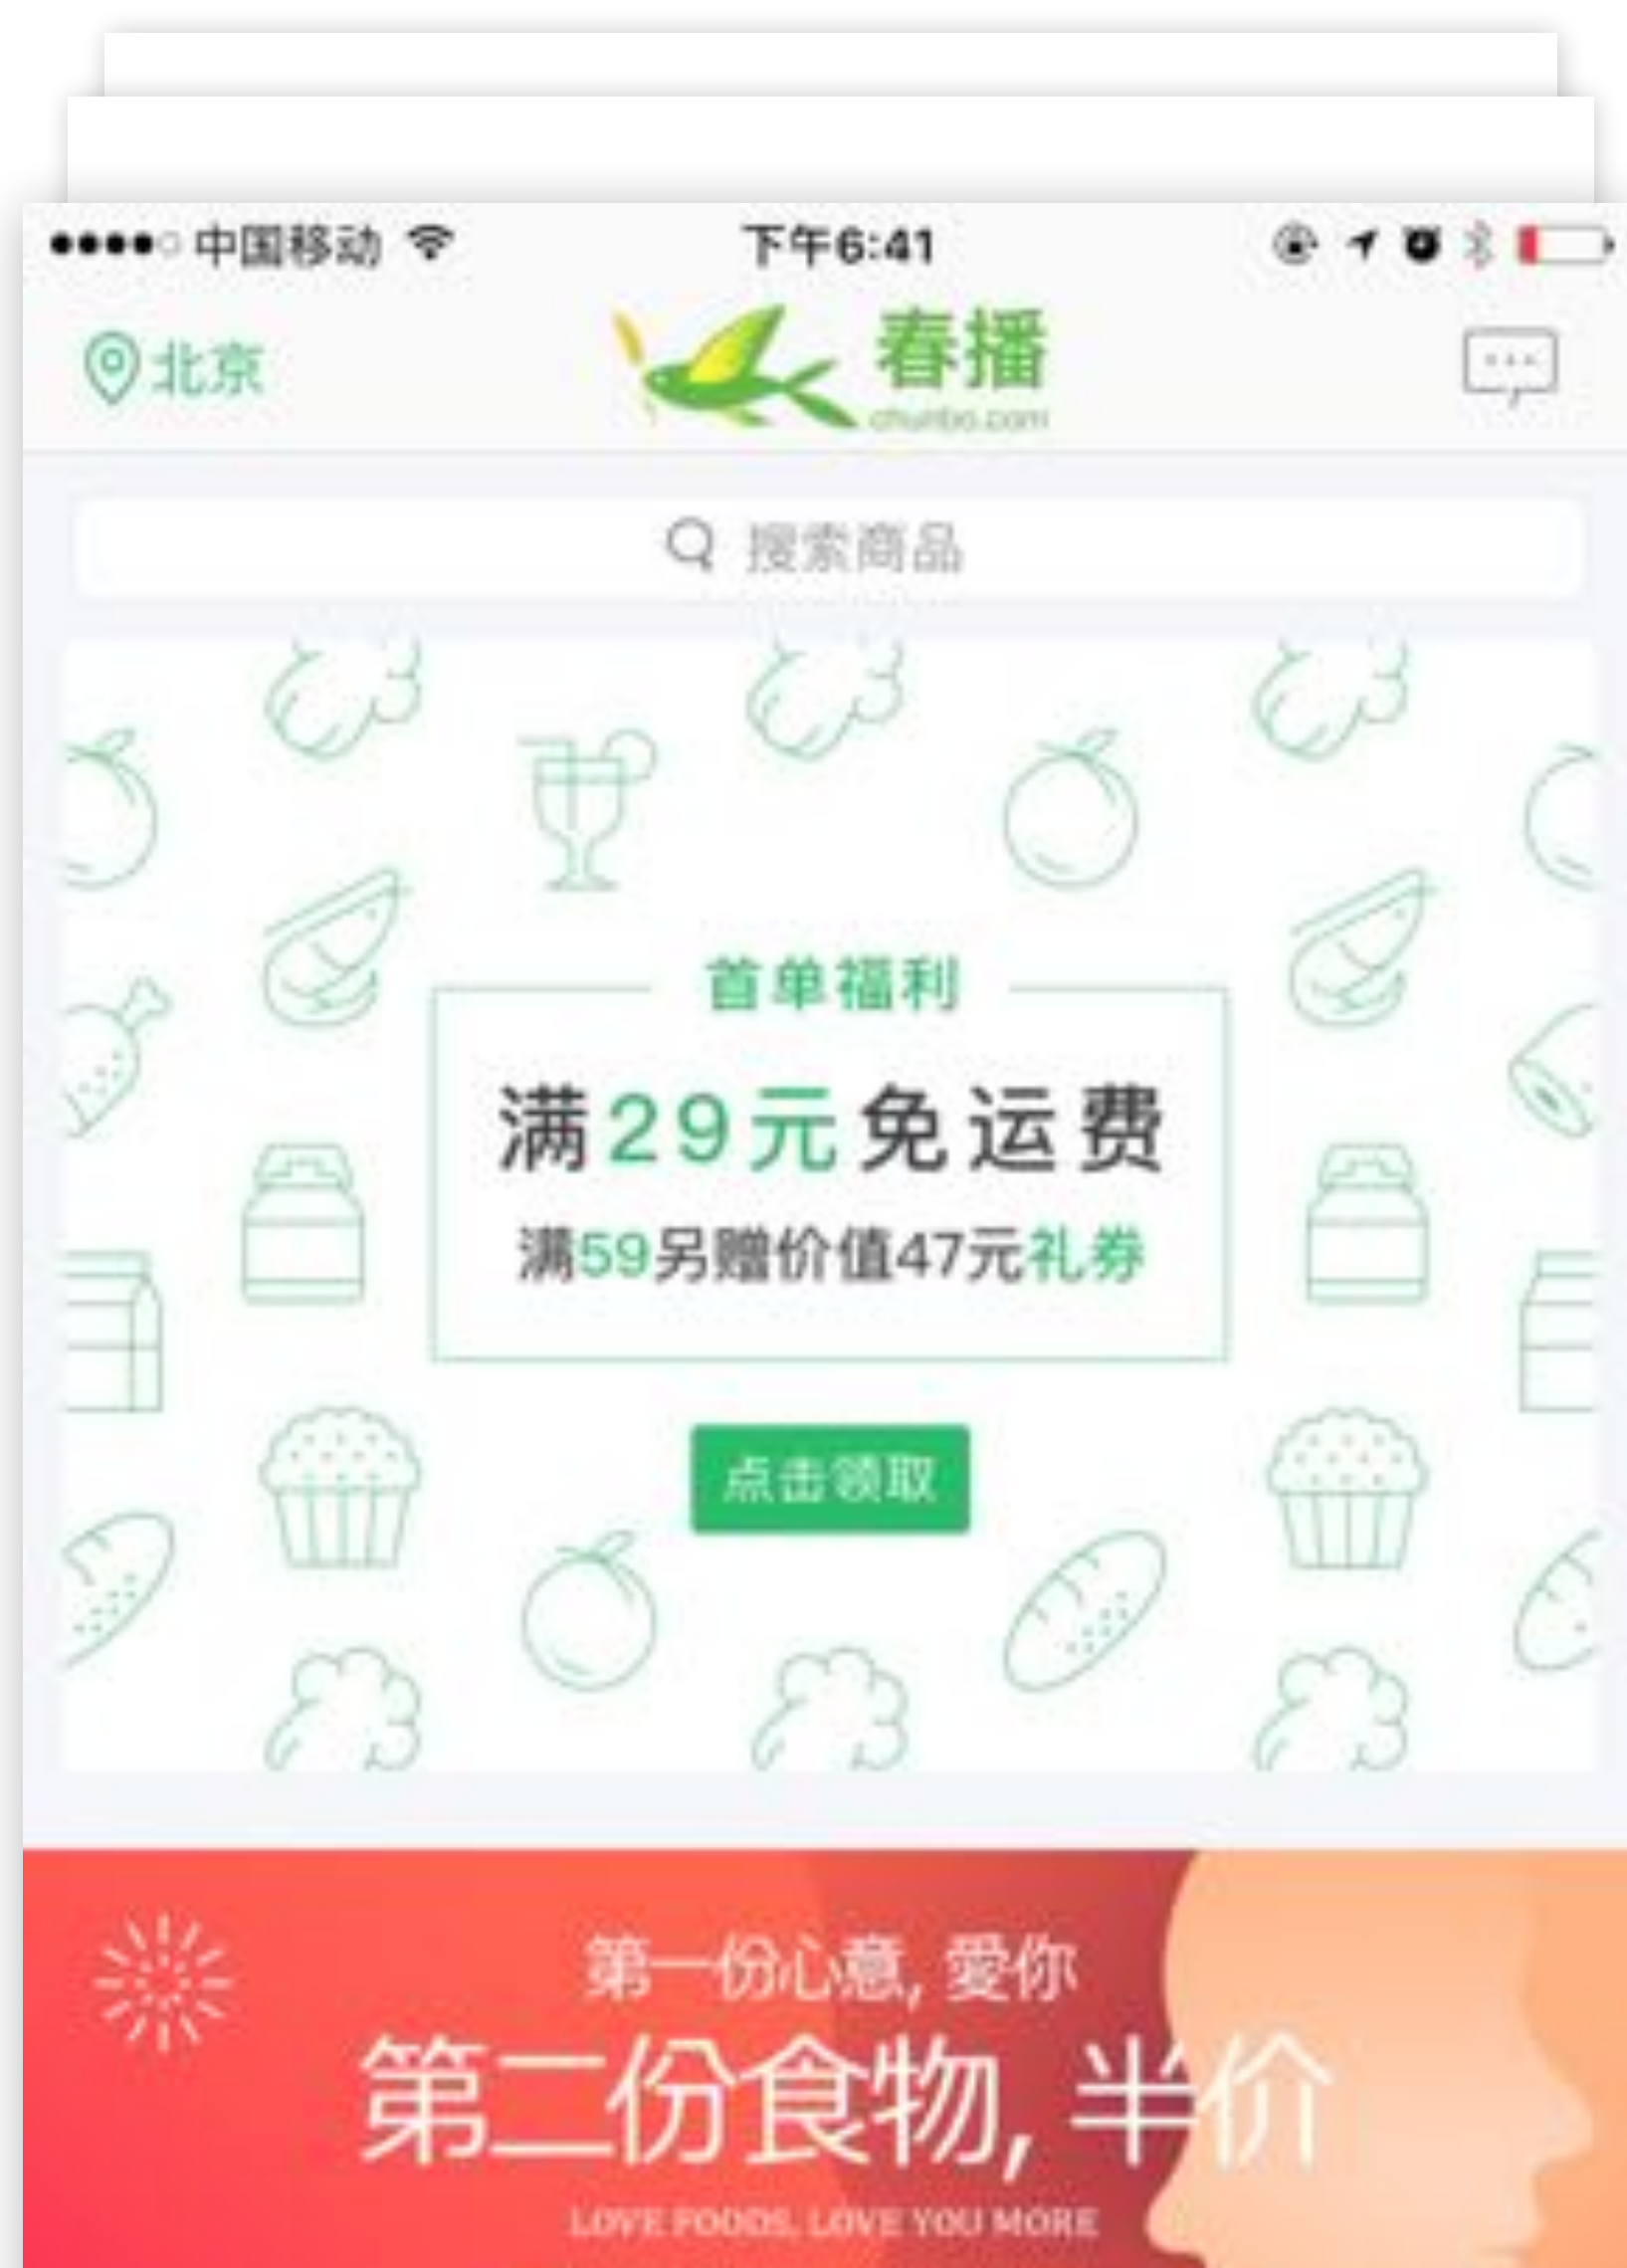 中国移动
下午6:41
北京
春播
chunbo.com
搜索商品
首单福利
满29元免运费
满59另赠价值47元礼券
点击领取
第一份心意, 愛你
第二份食物, 半价
LOVE FOODS, LOVE YOU MORE